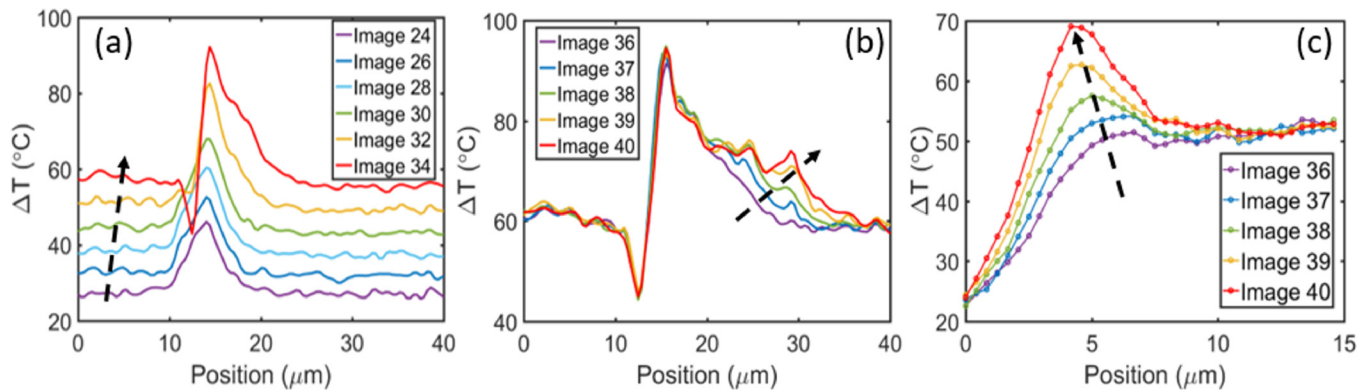 (a)
Image 24
Image 26
Image 28
Image 30
Image 32
Image 34
100
80
60
40
20
0 10 20 30 40
ΔT (°C)
Position (μm)
(b)
Image 36
Image 37
Image 38
Image 39
Image 40
100
80
60
40
0 10 20 30 40
ΔT (°C)
Position (μm)
(c)
70
60
50
40
30
20
Image 36
Image 37
Image 38
Image 39
Image 40
0 5 10 15
ΔT (°C)
Position (μm)